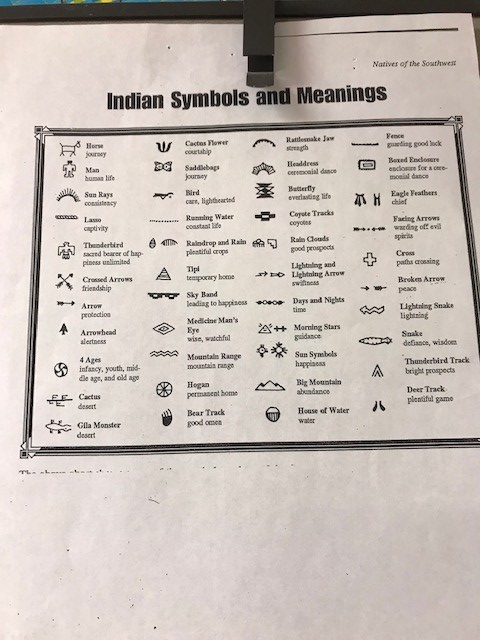 Natives of the Southwest
Indian Symbols and Meanings
Horse
journey
Man
human life
Sun Rays
consistency
Lasso
captivity
Thunderbird
sacred bearer of hap-
piness unlimited
Crossed Arrows
friendship
Arrow
protection
Arrowhead
alertness
4 Ages
infancy, youth, mid-
dle age, and old age
Cactus
desert
Gila Monster
desert
Cactus Flower
courtship
Saddlebags
journey
Bird
care, lighthearted
Running Water
constant life
Raindrop and Rain
plentiful crops
Tipi
temporary home
Sky Band
leading to happiness
Medicine Man's
Eye
wise, watchful
Mountain Range
mountain range
Hogan
permanent home
Bear Track
good omen
Rattlesnake Jaw
strength
Headdress
ceremonial dance
Butterfly
everlasting life
Coyote Tracks
coyotes
Rain Clouds
good prospects
Lightning and
Lightning Arrow
swiftness
Days and Nights
time
Morning Stars
guidance
Sun Symbols
happiness
Big Mountain
abundance
House of Water
water
Fence
guarding good luck
Boxed Enclosure
enclosure for a cere-
monial dance
Eagle Feathers
chief
Facing Arrows
warding off evil
spirits
Cross
paths crossing
Broken Arrow
peace
Lightning Snake
lightning
Snake
defiance, wisdom
Thunderbird Track
bright prospects
Deer Track
plentiful game